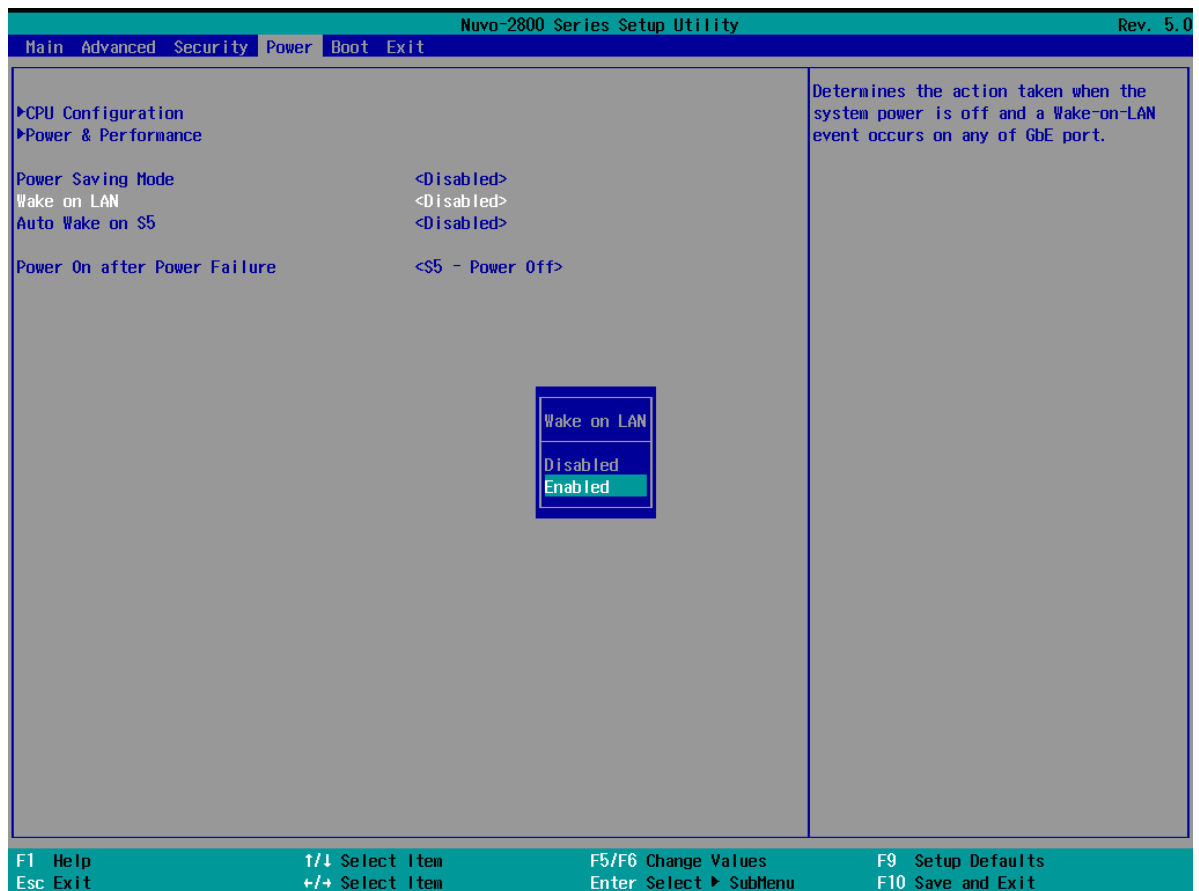 Nuvo-2800 Series Setup Utility Rev. 5.0
Main Advanced Security Power Boot Exit
▶CPU Configuration
▶Power & Performance
Power Saving Mode <Disabled>
Wake on LAN <Disabled>
Auto Wake on S5 <Disabled>
Power On after Power Failure <S5 - Power Off>
Determines the action taken when the
system power is off and a Wake-on-LAN
event occurs on any of GbE port.
Wake on LAN
Disabled
Enabled
F1 Help ↑/↓ Select Item F5/F6 Change Values F9 Setup Defaults
Esc Exit ←/→ Select Item Enter Select ▶ SubMenu F10 Save and Exit